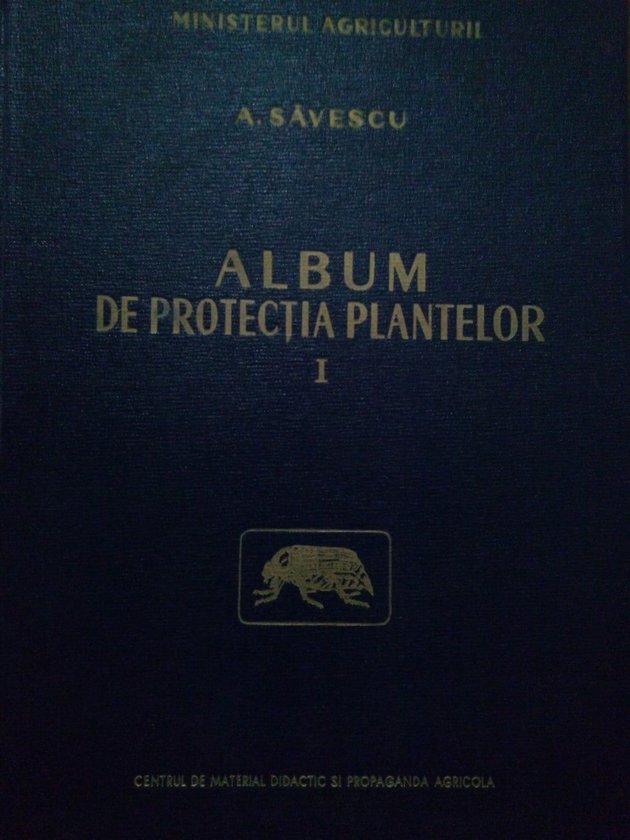 MINISTERUL AGRICULTURII
A. SĂVESCU
ALBUM
DE PROTECȚIA PLANTELOR
I
CENTRUL DE MATERIAL DIDACTIC SI PROPAGANDA AGRICOLA